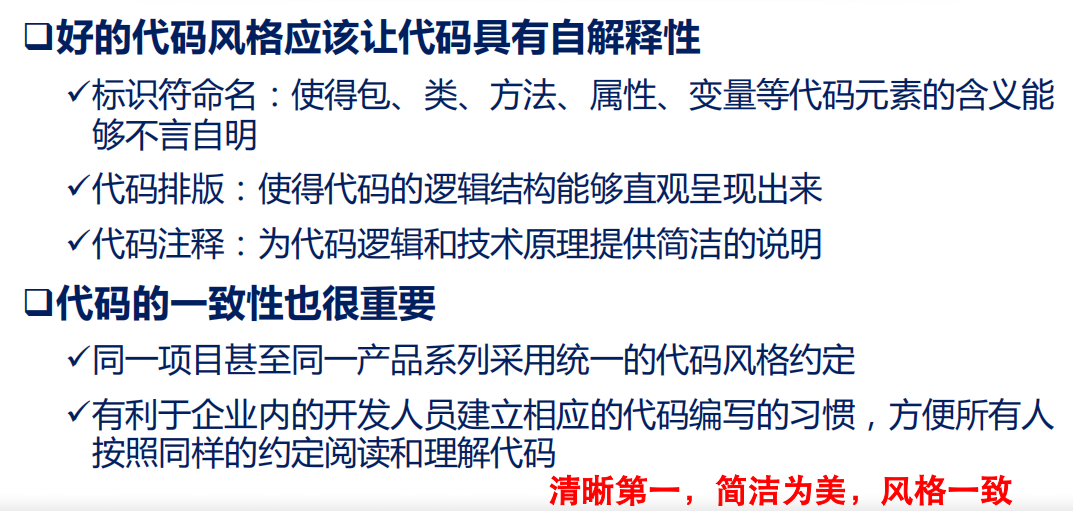 ❑好的代码风格应该让代码具有自解释性
✓标识符命名：使得包、类、方法、属性、变量等代码元素的含义能
够不言自明
✓代码排版：使得代码的逻辑结构能够直观呈现出来
✓代码注释：为代码逻辑和技术原理提供简洁的说明
❑代码的一致性也很重要
✓同一项目甚至同一产品系列采用统一的代码风格约定
✓有利于企业内的开发人员建立相应的代码编写的习惯，方便所有人
按照同样的约定阅读和理解代码
清晰第一，简洁为美，风格一致